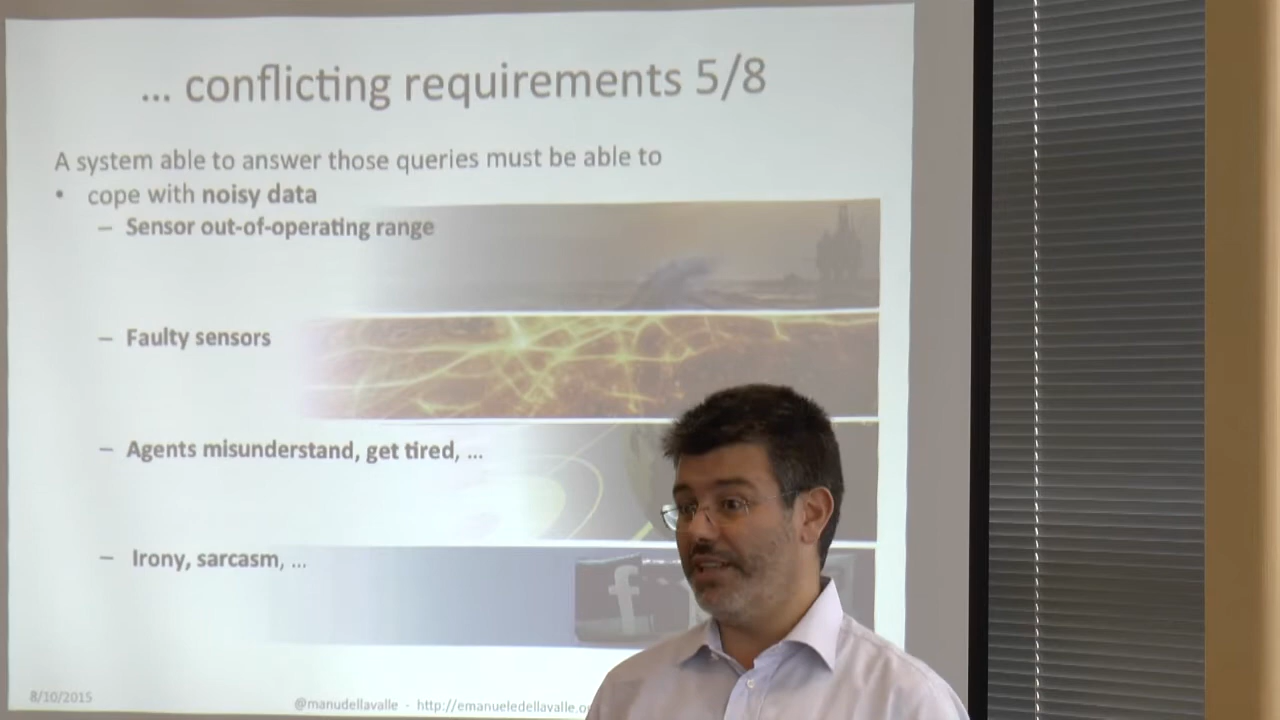 ... conflicting requirements 5/8
A system able to answer those queries must be able to
• cope with noisy data
– Sensor out-of-operating range
– Faulty sensors
– Agents misunderstand, get tired, ...
– Irony, sarcasm, ...
f
8/10/2015
@manudellavalle - http://emanueledellavalle.o